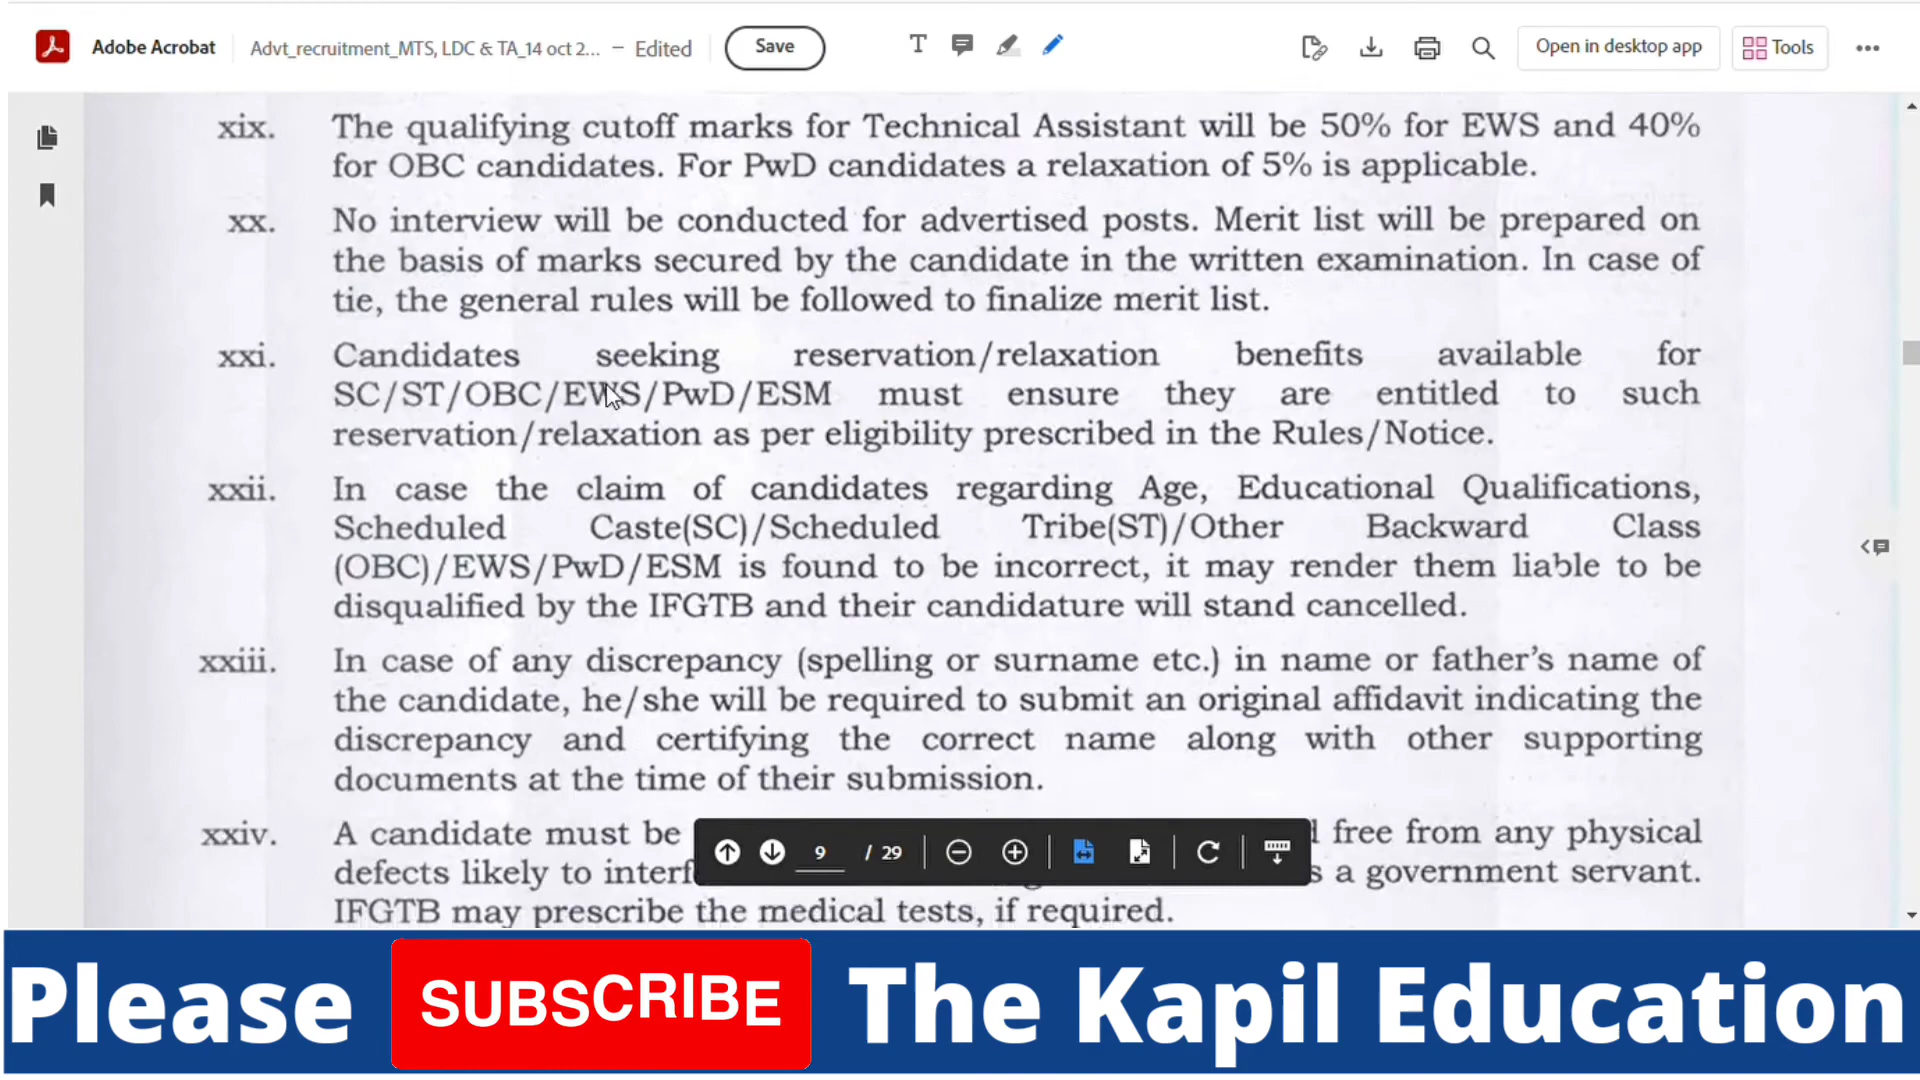 Adobe Acrobat
Advt_recruitment_MTS, LDC & TA_14 oct 2... – Edited
Save
T
Open in desktop app
Tools
xix. The qualifying cutoff marks for Technical Assistant will be 50% for EWS and 40%
for OBC candidates. For PwD candidates a relaxation of 5% is applicable.
xx. No interview will be conducted for advertised posts. Merit list will be prepared on
the basis of marks secured by the candidate in the written examination. In case of
tie, the general rules will be followed to finalize merit list.
xxi. Candidates seeking reservation/relaxation benefits available for
SC/ST/OBC/EWS/PwD/ESM must ensure they are entitled to such
reservation/relaxation as per eligibility prescribed in the Rules/Notice.
xxii. In case the claim of candidates regarding Age, Educational Qualifications,
Scheduled Caste(SC)/Scheduled Tribe(ST)/Other Backward Class
(OBC)/EWS/PwD/ESM is found to be incorrect, it may render them liable to be
disqualified by the IFGTB and their candidature will stand cancelled.
xxiii. In case of any discrepancy (spelling or surname etc.) in name or father's name of
the candidate, he/she will be required to submit an original affidavit indicating the
discrepancy and certifying the correct name along with other supporting
documents at the time of their submission.
xxiv. A candidate must be free from any physical
defects likely to a government servant.
IFGTB may prescribe the medical tests, if required.
9 / 29
Please SUBSCRIBE The Kapil Education